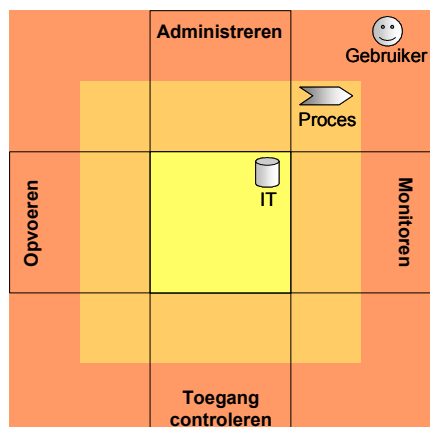 Administreren
Gebruiker
Proces
IT
Opvoeren
Monitoren
Toegang
controleren